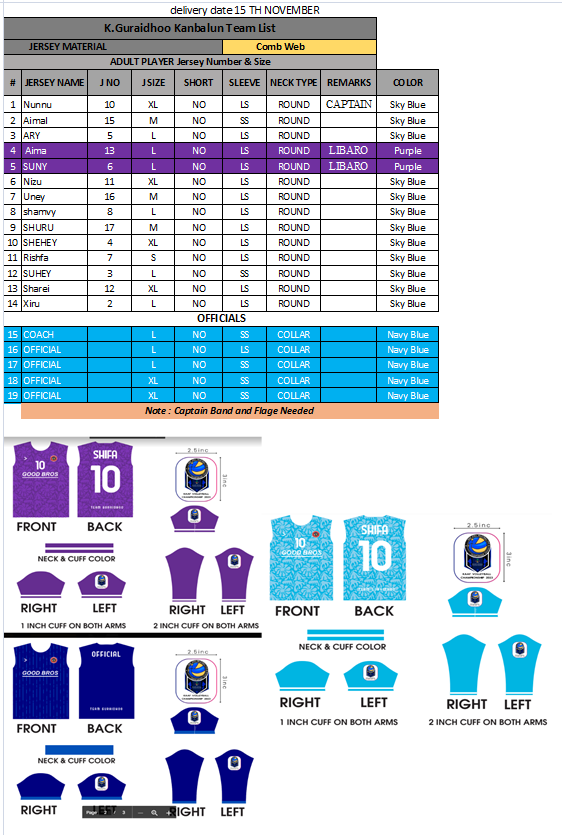 delivery date 15 TH NOVEMBER
K.Guraidhoo Kanbalun Team List
JERSEY MATERIAL Comb Web
ADULT PLAYER Jersey Number & Size
# JERSEY NAME J NO J SIZE SHORT SLEEVE NECK TYPE REMARKS COLOR
1 Nunnu 10 XL NO LS ROUND CAPTAIN Sky Blue
2 Aimal 15 M NO SS ROUND Sky Blue
3 ARY 5 L NO LS ROUND Sky Blue
4 Aima 13 L NO LS ROUND LIBARO Purple
5 SUNY 6 L NO LS ROUND LIBARO Purple
6 Nizu 11 XL NO LS ROUND Sky Blue
7 Uney 16 M NO LS ROUND Sky Blue
8 shamvy 8 L NO LS ROUND Sky Blue
9 SHURU 17 M NO LS ROUND Sky Blue
10 SHEHEY 4 XL NO LS ROUND Sky Blue
11 Rishfa 7 S NO LS ROUND Sky Blue
12 SUHEY 3 L NO SS ROUND Sky Blue
13 Sharei 12 XL NO LS ROUND Sky Blue
14 Xiru 2 L NO LS ROUND Sky Blue
OFFICIALS
15 COACH L NO SS COLLAR Navy Blue
16 OFFICIAL L NO LS COLLAR Navy Blue
17 OFFICIAL L NO SS COLLAR Navy Blue
18 OFFICIAL XL NO SS COLLAR Navy Blue
19 OFFICIAL XL NO SS COLLAR Navy Blue
Note : Captain Band and Flage Needed
10
GOOD BROS
SHIFA
10
TEAM GURAIDHOO
2.5inc
3inc
FRONT BACK
NECK & CUFF COLOR
RIGHT LEFT
1 INCH CUFF ON BOTH ARMS
RIGHT LEFT
2 INCH CUFF ON BOTH ARMS
10
GOOD BROS
SHIFA
10
2.5inc
3inc
FRONT BACK
NECK & CUFF COLOR
RIGHT LEFT
1 INCH CUFF ON BOTH ARMS
RIGHT LEFT
2 INCH CUFF ON BOTH ARMS
GOOD BROS
OFFICIAL
TEAM GURAIDHOO
2.5inc
3inc
FRONT BACK
NECK & CUFF COLOR
RIGHT LEFT
Page / 3
RIGHT LEFT